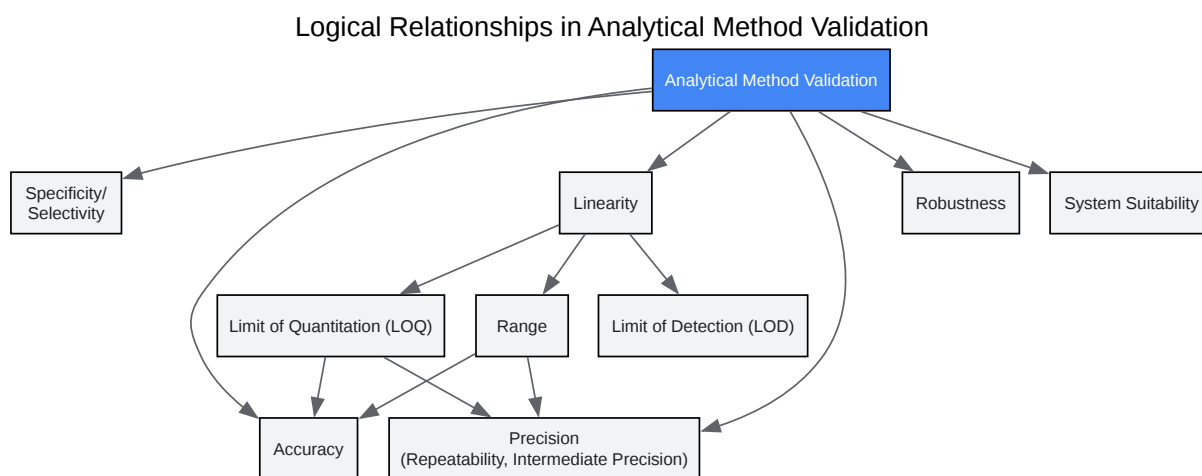 Logical Relationships in Analytical Method Validation
Analytical Method Validation
Specificity/
Selectivity
Linearity
Robustness
System Suitability
Limit of Quantitation (LOQ)
Range
Limit of Detection (LOD)
Accuracy
Precision
(Repeatability, Intermediate Precision)